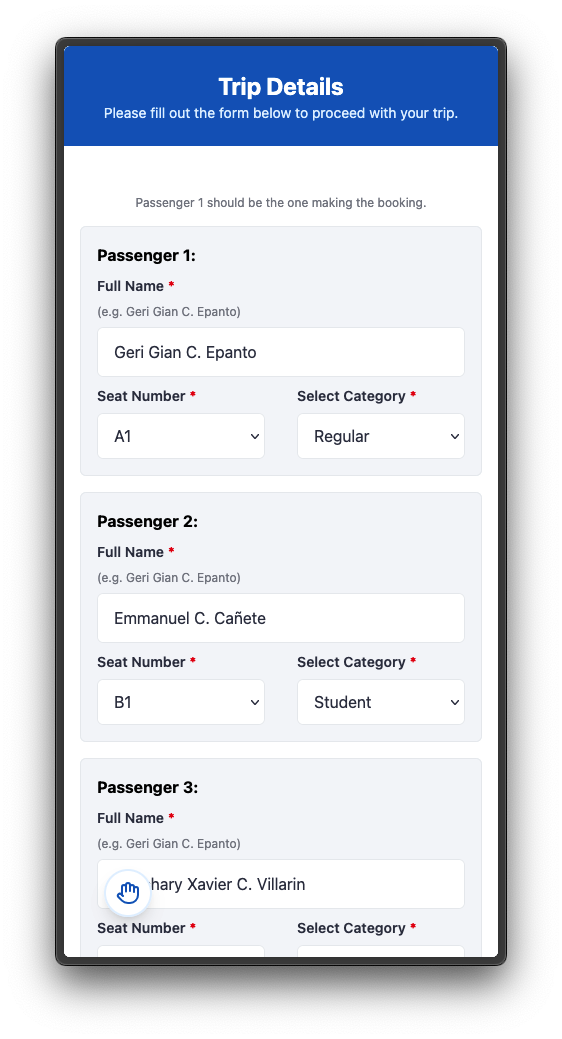 Trip Details
Please fill out the form below to proceed with your trip.
Passenger 1 should be the one making the booking.
Passenger 1:
Full Name *
(e.g. Geri Gian C. Epanto)
Geri Gian C. Epanto
Seat Number * Select Category *
A1 Regular
Passenger 2:
Full Name *
(e.g. Geri Gian C. Epanto)
Emmanuel C. Cañete
Seat Number * Select Category *
B1 Student
Passenger 3:
Full Name *
(e.g. Geri Gian C. Epanto)
Xavier C. Villarin
Seat Number * Select Category *